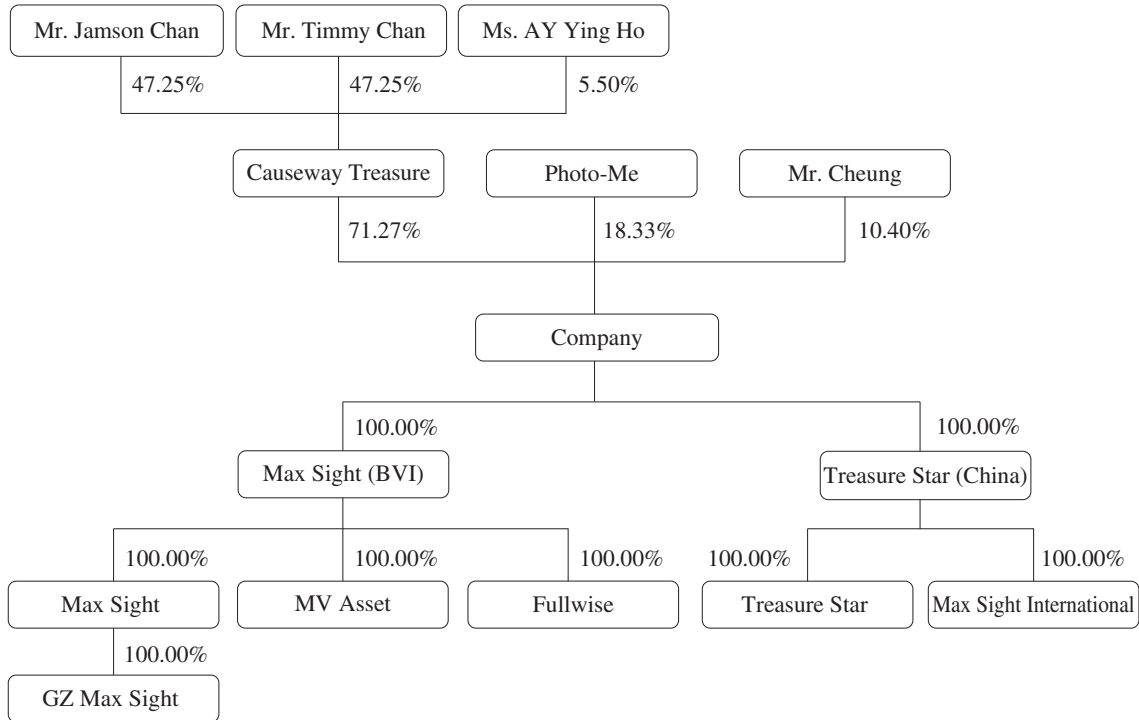 Mr. Jamson Chan Mr. Timmy Chan Ms. AY Ying Ho
47.25% 47.25% 5.50%
Causeway Treasure Photo-Me Mr. Cheung
71.27% 18.33% 10.40%
Company
100.00% 100.00%
Max Sight (BVI) Treasure Star (China)
100.00% 100.00% 100.00% 100.00% 100.00%
Max Sight MV Asset Fullwise Treasure Star Max Sight International
100.00%
GZ Max Sight